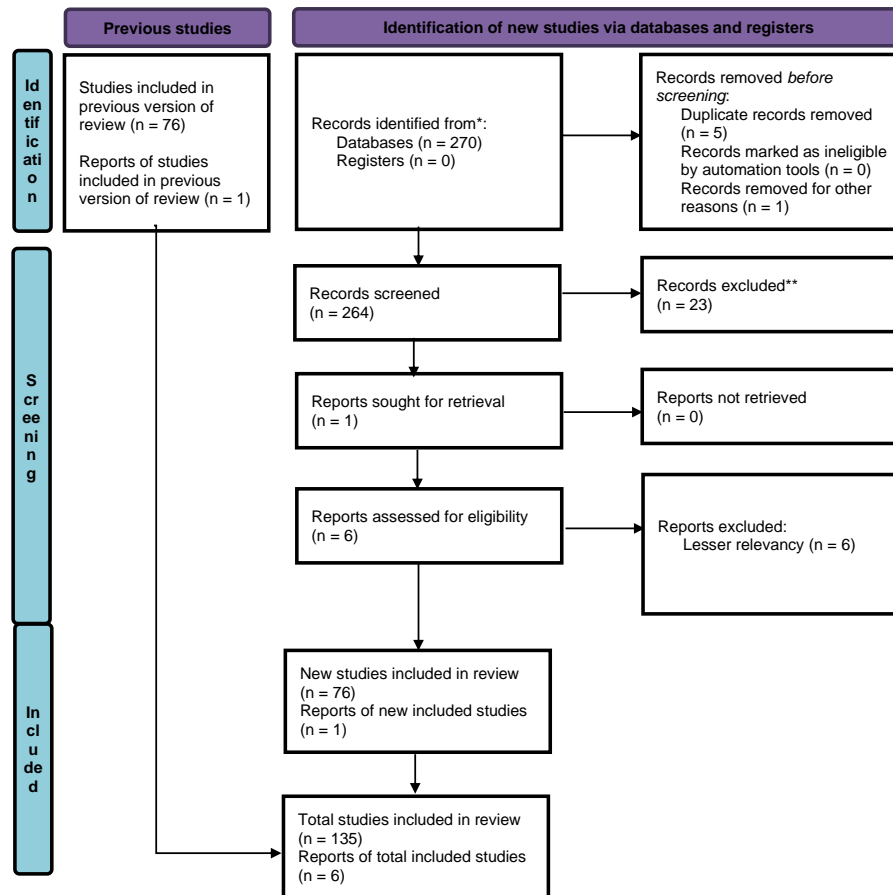 Previous studies
Identification of new studies via databases and registers
Id
en
tif
ic
ati
o
n
Studies included in
previous version of
review (n = 76)
Reports of studies
included in previous
version of review (n = 1)
Records identified from*:
Databases (n = 270)
Registers (n = 0)
Records removed before
screening:
Duplicate records removed
(n = 5)
Records marked as ineligible
by automation tools (n = 0)
Records removed for other
reasons (n = 1)
S
cr
ee
ni
n
g
Records screened
(n = 264)
Records excluded**
(n = 23)
Reports sought for retrieval
(n = 1)
Reports not retrieved
(n = 0)
Reports assessed for eligibility
(n = 6)
Reports excluded:
Lesser relevancy (n = 6)
In
cl
u
de
d
New studies included in review
(n = 76)
Reports of new included studies
(n = 1)
Total studies included in review
(n = 135)
Reports of total included studies
(n = 6)